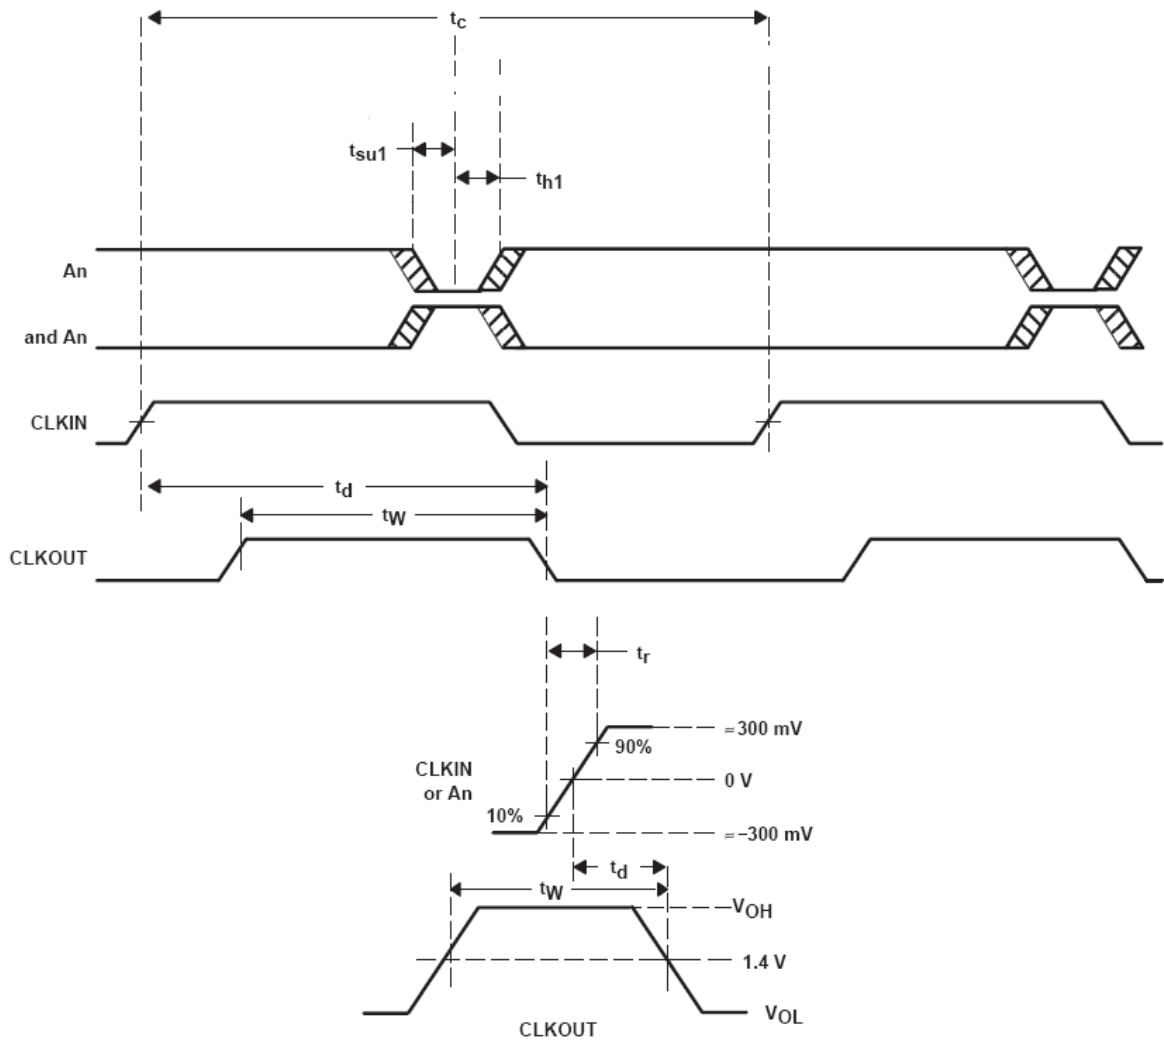 tc
tsu1
th1
An
and An
CLKIN
td
tW
CLKOUT
tr
≈300 mV
90%
CLKIN
or An
0 V
10%
≈−300 mV
td
tW
VOH
1.4 V
VOL
CLKOUT